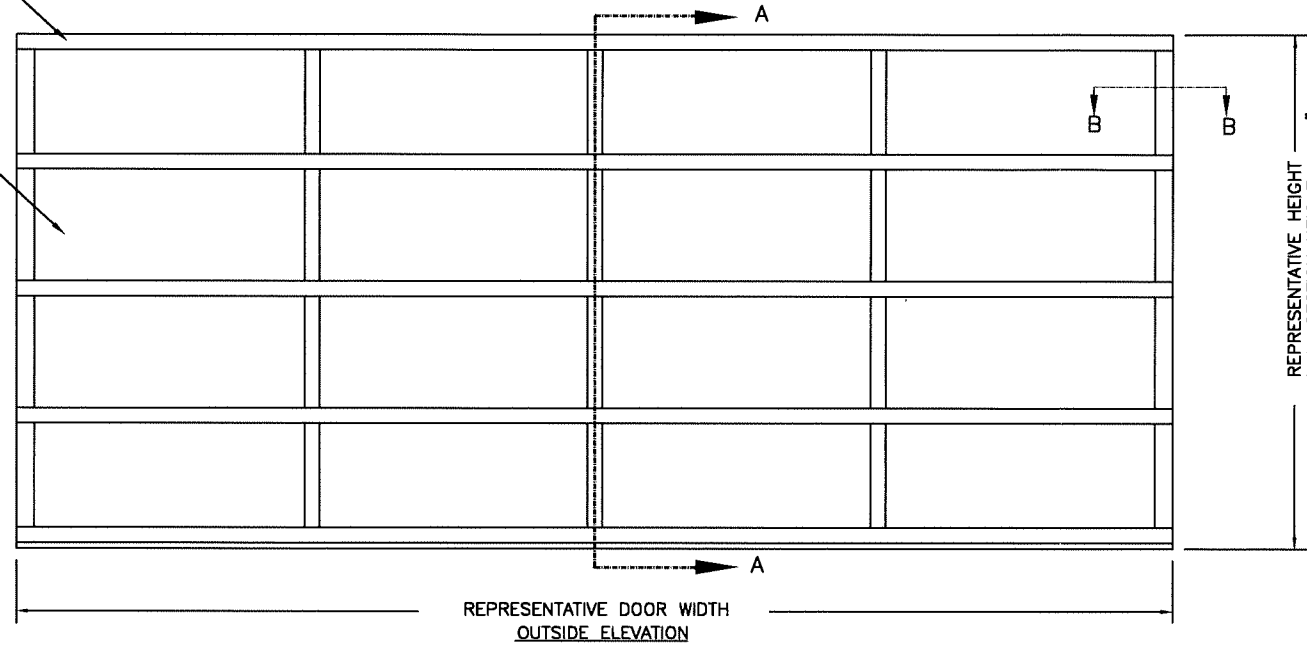 A
B
B
REPRESENTATIVE HEIGHT
A
REPRESENTATIVE DOOR WIDTH
OUTSIDE ELEVATION